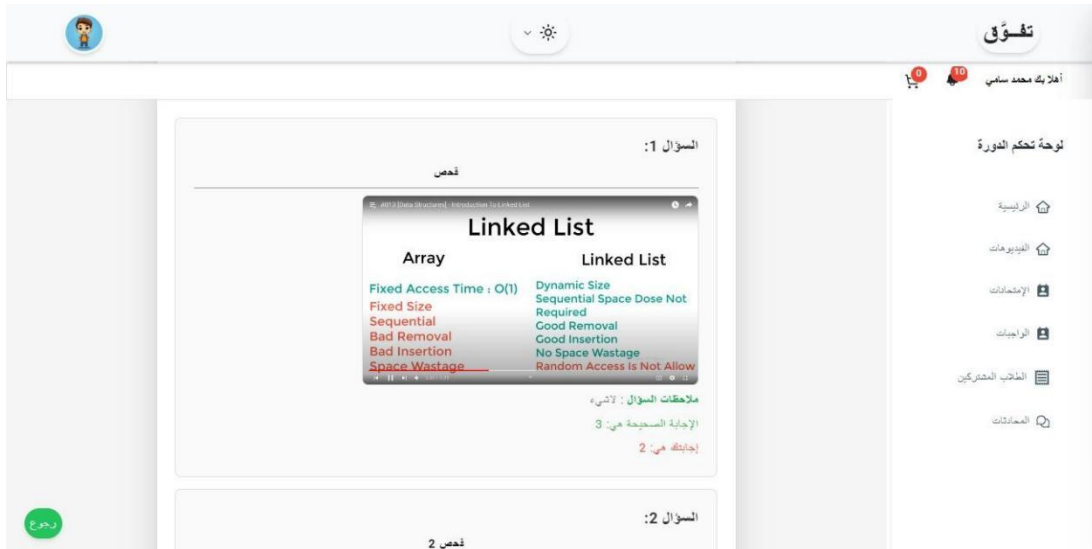 تفـوَّق
أهلا بك محمد سامي
10
0
لوحة تحكم الدورة
الرئيسية
الفيديوهات
الإمتحانات
الواجبات
الطلاب المشتركين
المحادثات
السؤال 1:
فحص
#013 [Data Structures] - Introduction To Linked List
Linked List
Array
Fixed Access Time : O(1)
Fixed Size
Sequential
Bad Removal
Bad Insertion
Space Wastage
Linked List
Dynamic Size
Sequential Space Dose Not
Required
Good Removal
Good Insertion
No Space Wastage
Random Access is Not Allow
ملاحظات السؤال : لاشيء
الإجابة الصحيحة هي: 3
إجابتك هي: 2
السؤال 2:
فحص 2
رجوع